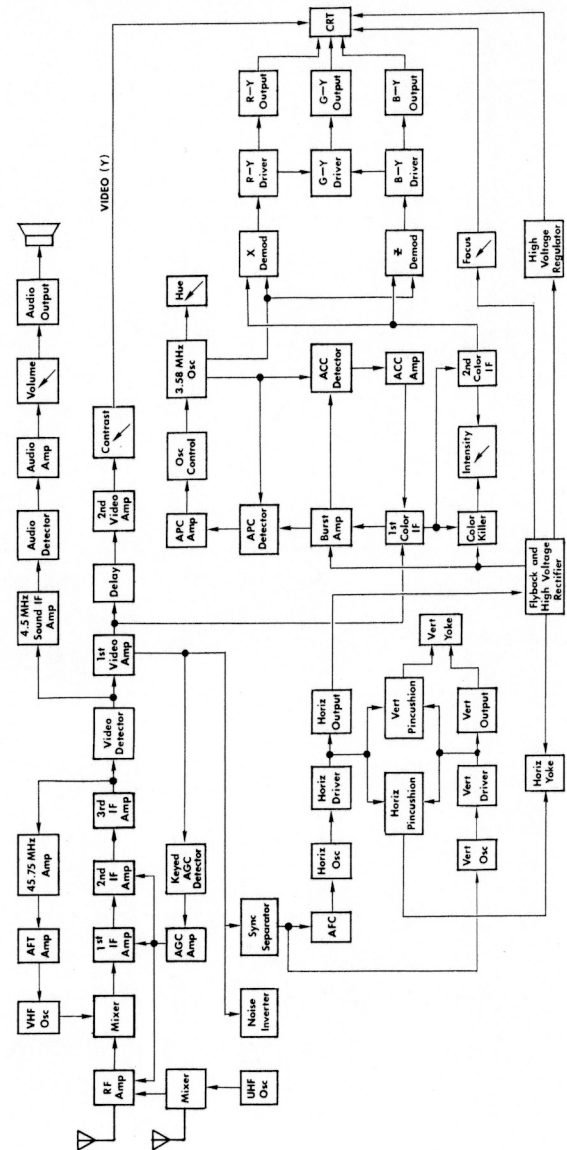 RF
Amp
Mixer
UHF
Osc
VHF
Osc
Mixer
AFT
Amp
45.75 MHz
Amp
1st
IF
Amp
2nd
IF
Amp
3rd
IF
Amp
AGC
Amp
Keyed
AGC
Detector
Noise
Inverter
Video
Detector
1st
Video
Amp
Delay
2nd
Video
Amp
Contrast
VIDEO (Y)
4.5 MHz
Sound IF
Amp
Audio
Detector
Audio
Amp
Volume
Audio
Output
Sync
Separator
AFC
Horiz
Osc
Horiz
Driver
Horiz
Output
Horiz
Pincushion
Vert
Pincushion
Vert
Osc
Vert
Driver
Vert
Output
Vert
Yoke
Horiz
Yoke
APC
Amp
Osc
Control
3.58 MHz
Osc
Hue
APC
Detector
ACC
Detector
Burst
Amp
ACC
Amp
1st
Color IF
2nd
Color IF
Color
Killer
Intensity
Flyback and
High Voltage
Rectifier
X
Demod
Z
Demod
R–Y
Driver
G–Y
Driver
B–Y
Driver
R–Y
Output
G–Y
Output
B–Y
Output
CRT
Focus
High
Voltage
Regulator